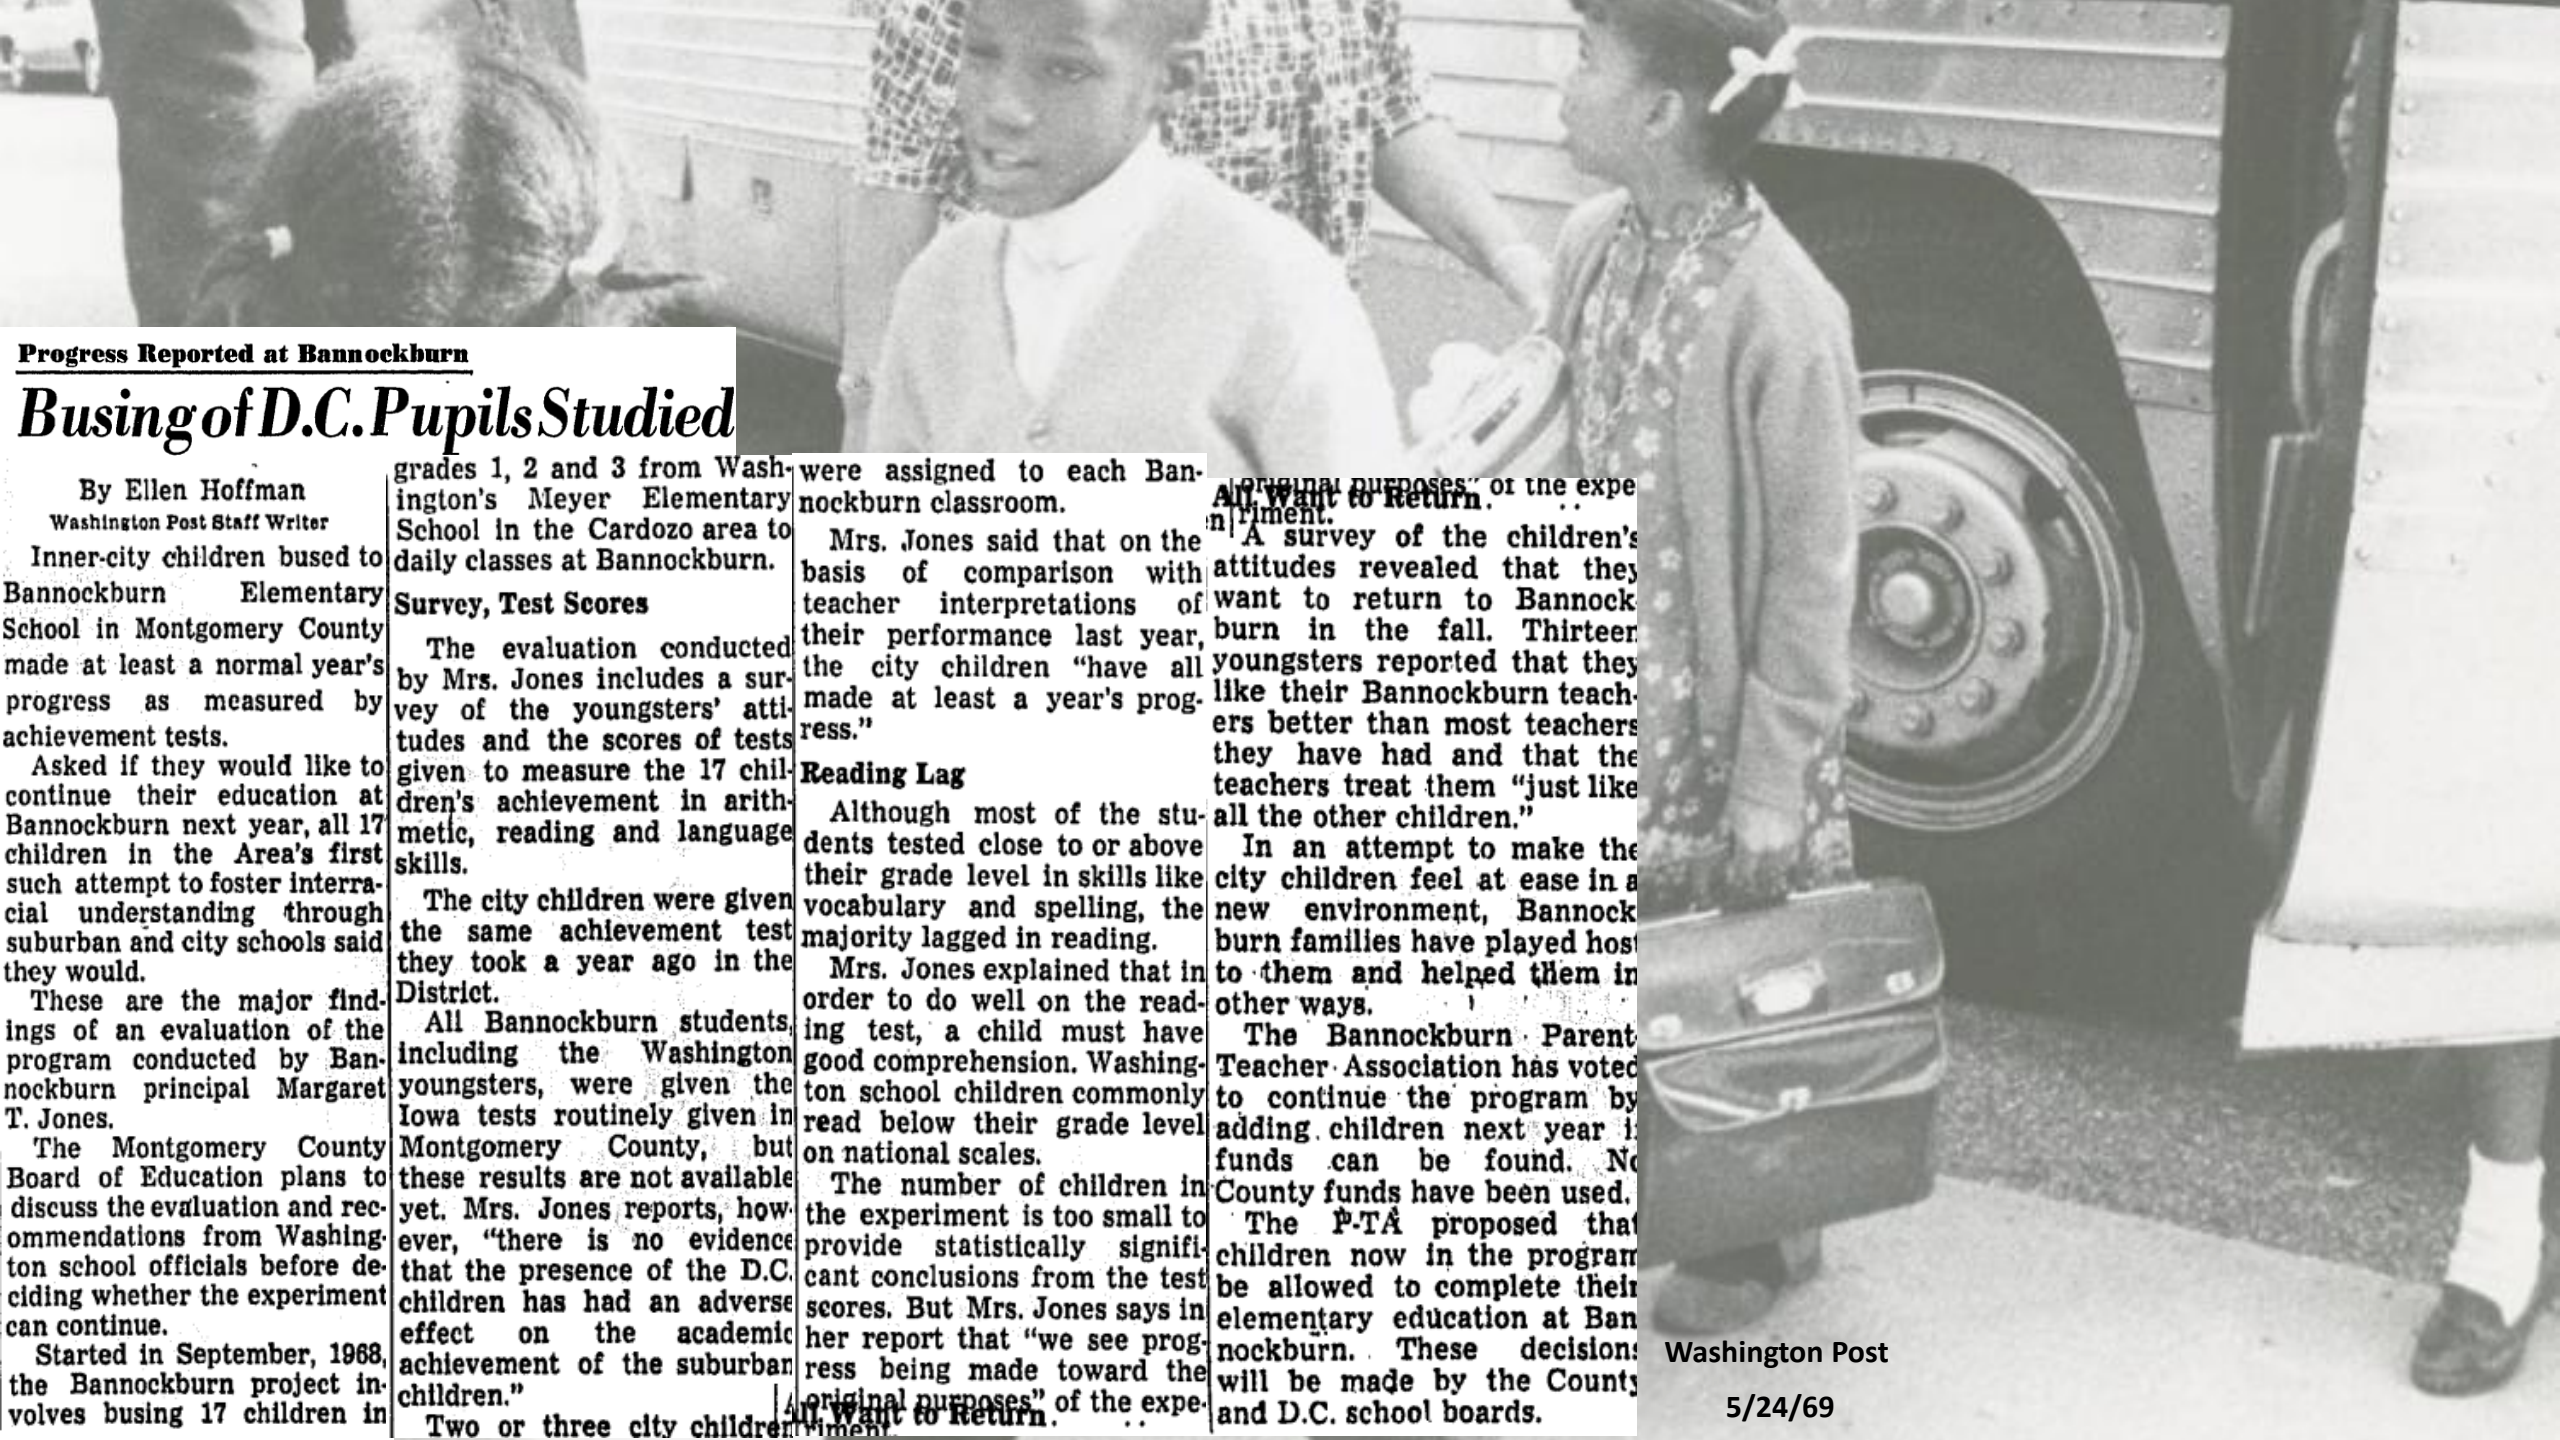 Progress Reported at Bannockburn
Busing of D.C. Pupils Studied
By Ellen Hoffman
Washington Post Staff Writer
Inner-city children bused to
Bannockburn Elementary
School in Montgomery County
made at least a normal year's
progress as measured by
achievement tests.
Asked if they would like to
continue their education at
Bannockburn next year, all 17
children in the Area's first
such attempt to foster interra-
cial understanding through
suburban and city schools said
they would.
These are the major find-
ings of an evaluation of the
program conducted by Ban-
nockburn principal Margaret
T. Jones.
The Montgomery County
Board of Education plans to
discuss the evaluation and rec-
ommendations from Washing-
ton school officials before de-
ciding whether the experiment
can continue.
Started in September, 1968,
the Bannockburn project in-
volves busing 17 children in
grades 1, 2 and 3 from Wash-
ington's Meyer Elementary
School in the Cardozo area to
daily classes at Bannockburn.
Survey, Test Scores
The evaluation conducted
by Mrs. Jones includes a sur-
vey of the youngsters' atti-
tudes and the scores of tests
given to measure the 17 chil-
dren's achievement in arith-
metic, reading and language
skills.
The city children were given
the same achievement test
they took a year ago in the
District.
All Bannockburn students,
including the Washington
youngsters, were given the
Iowa tests routinely given in
Montgomery County, but
these results are not available
yet. Mrs. Jones reports, how-
ever, "there is no evidence
that the presence of the D.C.
children has had an adverse
effect on the academic
achievement of the suburban
children."
Two or three city children
were assigned to each Ban-
nockburn classroom.
Mrs. Jones said that on the
basis of comparison with
teacher interpretations of
their performance last year,
the city children "have all
made at least a year's prog-
ress."
Reading Lag
Although most of the stu-
dents tested close to or above
their grade level in skills like
vocabulary and spelling, the
majority lagged in reading.
Mrs. Jones explained that in
order to do well on the read-
ing test, a child must have
good comprehension. Washing-
ton school children commonly
read below their grade level
on national scales.
The number of children in
the experiment is too small to
provide statistically signifi-
cant conclusions from the test
scores. But Mrs. Jones says in
her report that "we see prog-
ress being made toward the
original purposes" of the expe-
All Want to Return.
riment.
original purposes" of the expe
All Want to Return.
riment.
A survey of the children's
attitudes revealed that they
want to return to Bannock
burn in the fall. Thirteen
youngsters reported that they
like their Bannockburn teach-
ers better than most teachers
they have had and that the
teachers treat them "just like
all the other children."
In an attempt to make the
city children feel at ease in a
new environment, Bannock
burn families have played host
to them and helped them in
other ways.
The Bannockburn Parent
Teacher Association has voted
to continue the program by
adding children next year if
funds can be found. No
County funds have been used.
The P-TA proposed that
children now in the program
be allowed to complete their
elementary education at Ban
nockburn. These decisions
will be made by the County
and D.C. school boards.
Washington Post
5/24/69